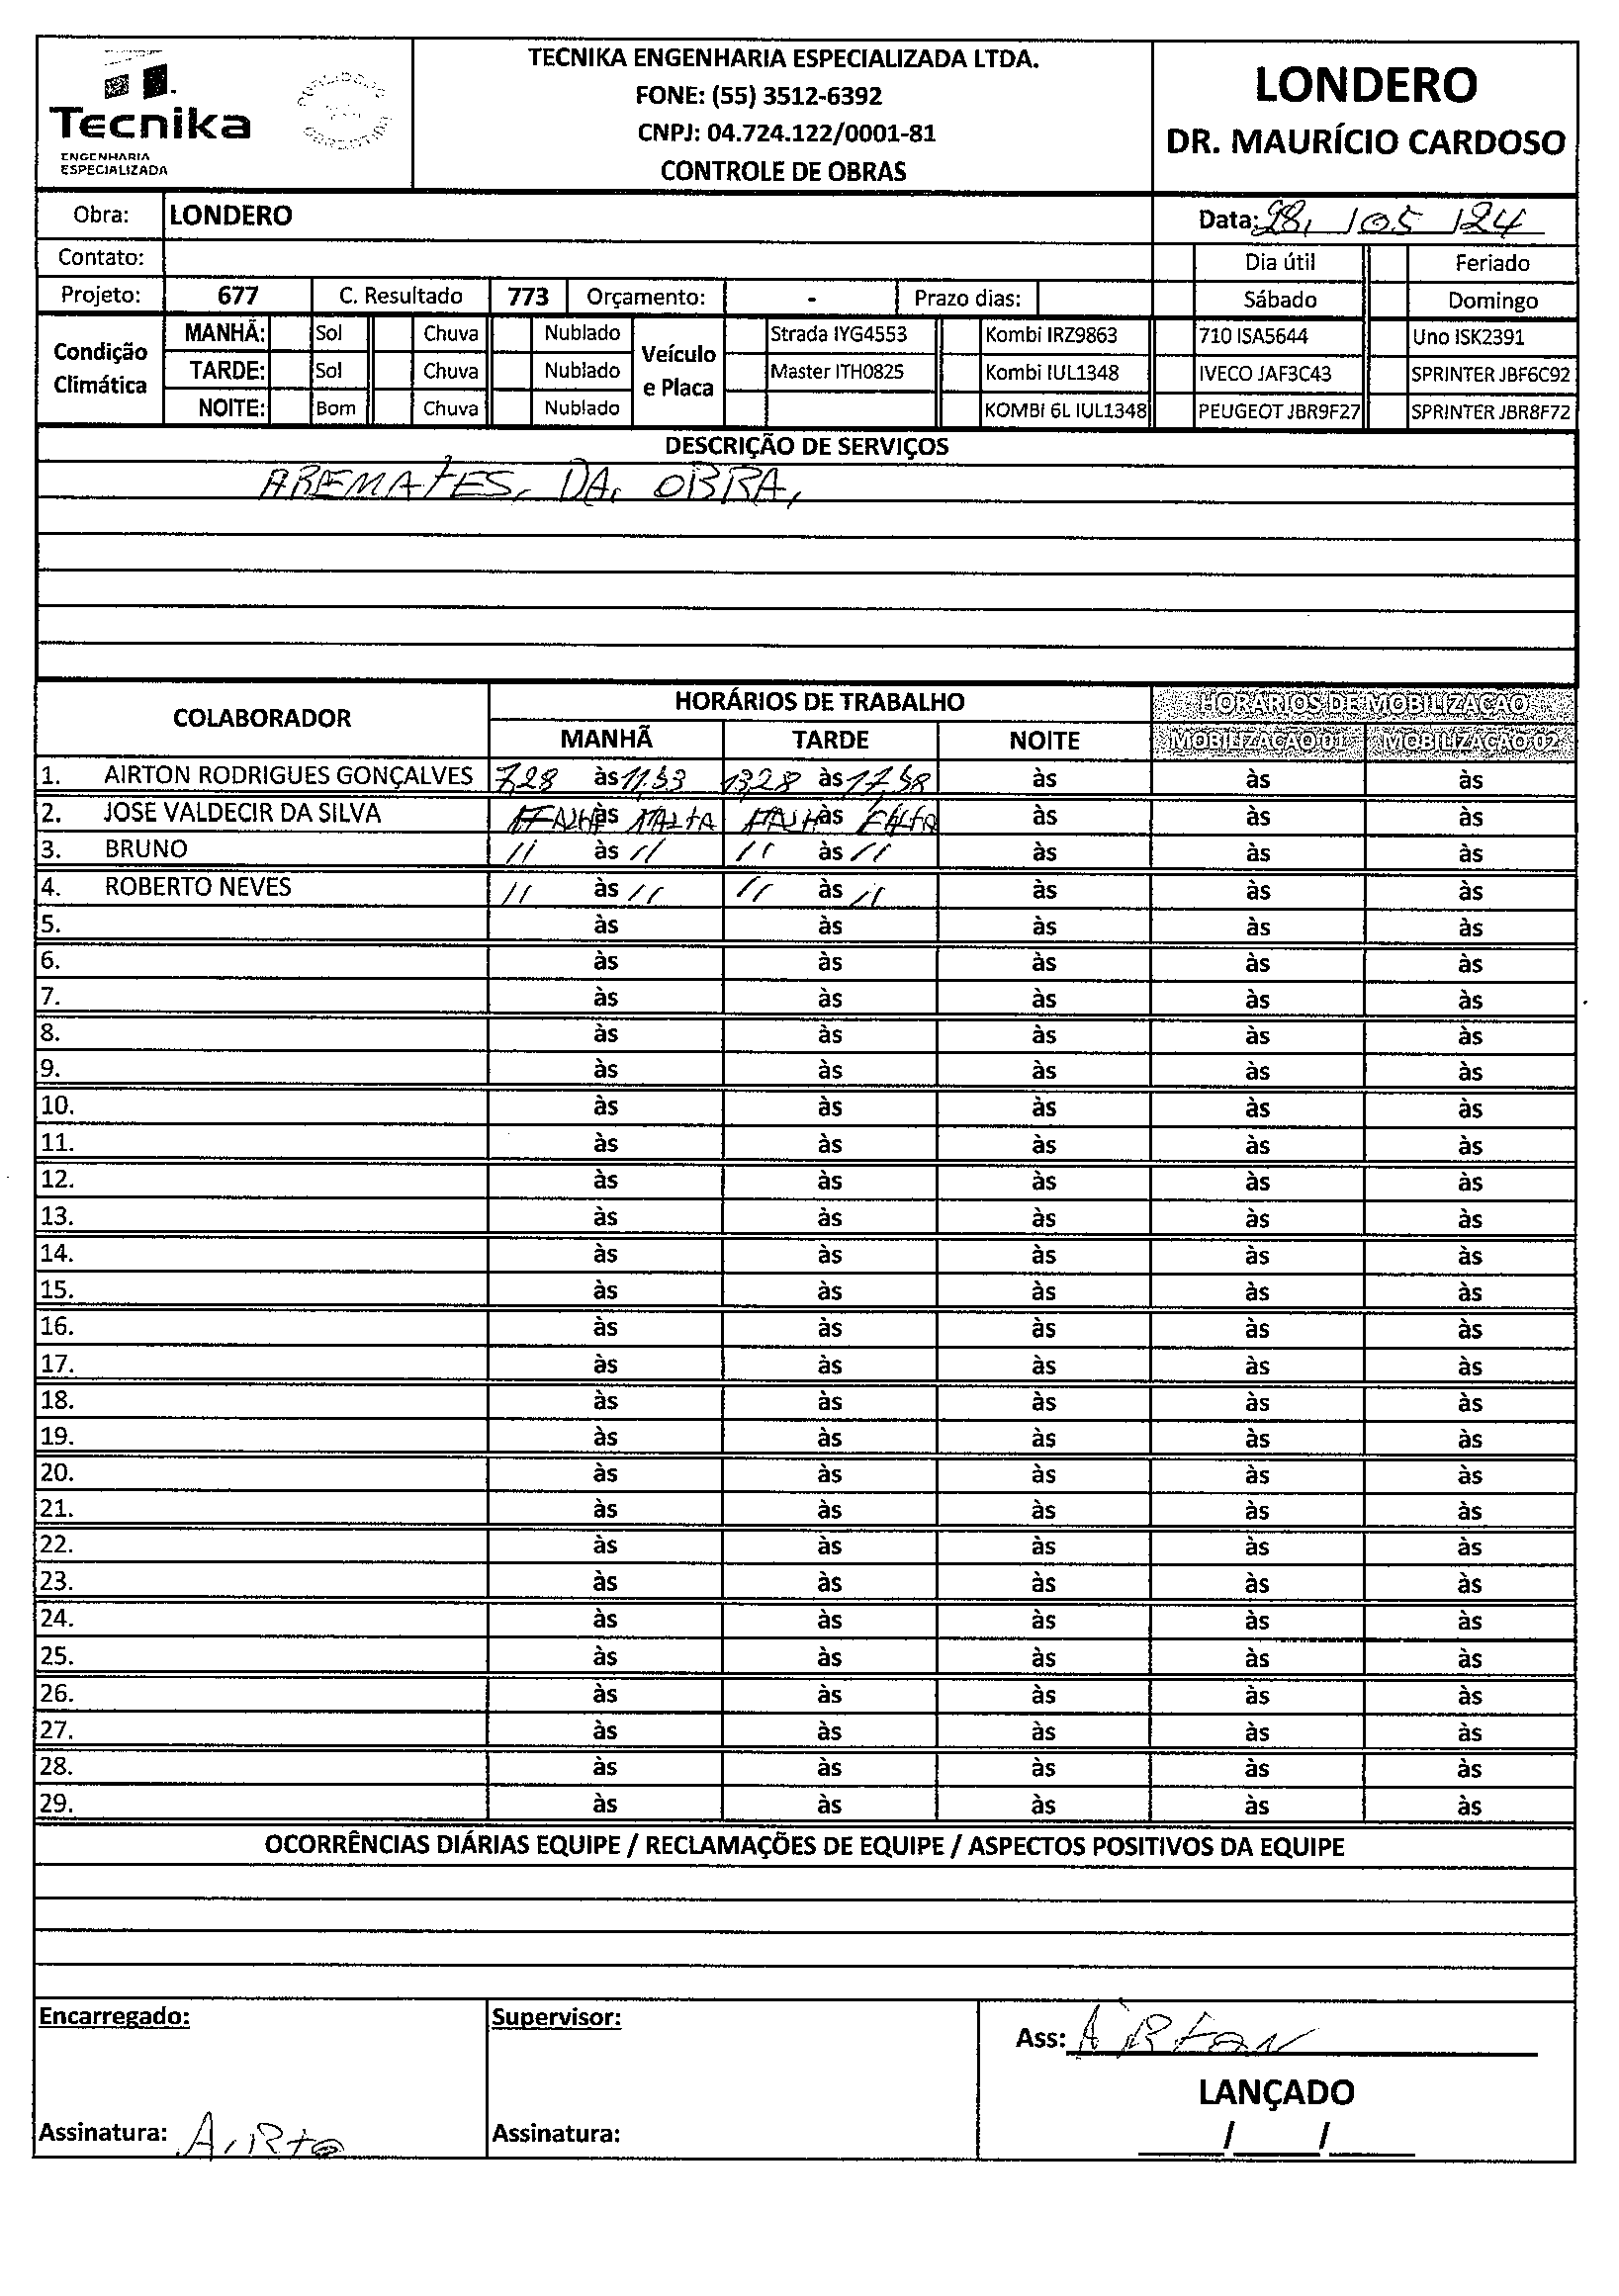 Tecnika
ENGENHARIA
ESPECIALIZADA
TECNIKA ENGENHARIA ESPECIALIZADA LTDA.
FONE: (55) 3512-6392
CNPJ: 04.724.122/0001-81
CONTROLE DE OBRAS
LONDERO
DR. MAURÍCIO CARDOSO
Obra: LONDERO Data: 28, / 05 / 24
Contato: Dia útil Feriado
Projeto: 677 C. Resultado 773 Orçamento: - Prazo dias: Sábado Domingo
Condição Climática MANHÃ: Sol Chuva Nublado Veículo e Placa Strada IYG4553 Kombi IRZ9863 710 ISA5644 Uno ISK2391
TARDE: Sol Chuva Nublado Master ITH0825 Kombi IUL1348 IVECO JAF3C43 SPRINTER JBF6C92
NOITE: Bom Chuva Nublado KOMBI 6L IUL1348 PEUGEOT JBR9F27 SPRINTER JBR8F72
DESCRIÇÃO DE SERVIÇOS
AREMATES, DA, OBRA,
COLABORADOR HORÁRIOS DE TRABALHO HORÁRIOS DE MOBILIZAÇÃO
MANHÃ TARDE NOITE MOBILIZAÇÃO 01 MOBILIZAÇÃO 02
1. AIRTON RODRIGUES GONÇALVES 7,28 às 11,53 13,28 às 17,58 às às às
2. JOSE VALDECIR DA SILVA FALTA às FALTA FALTA às FALTA às às às
3. BRUNO // às // // às // às às às
4. ROBERTO NEVES // às // // às // às às às
5. às às às às às
6. às às às às às
7. às às às às às
8. às às às às às
9. às às às às às
10. às às às às às
11. às às às às às
12. às às às às às
13. às às às às às
14. às às às às às
15. às às às às às
16. às às às às às
17. às às às às às
18. às às às às às
19. às às às às às
20. às às às às às
21. às às às às às
22. às às às às às
23. às às às às às
24. às às às às às
25. às às às às às
26. às às às às às
27. às às às às às
28. às às às às às
29. às às às às às
OCORRÊNCIAS DIÁRIAS EQUIPE / RECLAMAÇÕES DE EQUIPE / ASPECTOS POSITIVOS DA EQUIPE
Encarregado: Supervisor:
Ass: AIRTON
LANÇADO
Assinatura: AIRTO Assinatura: / /